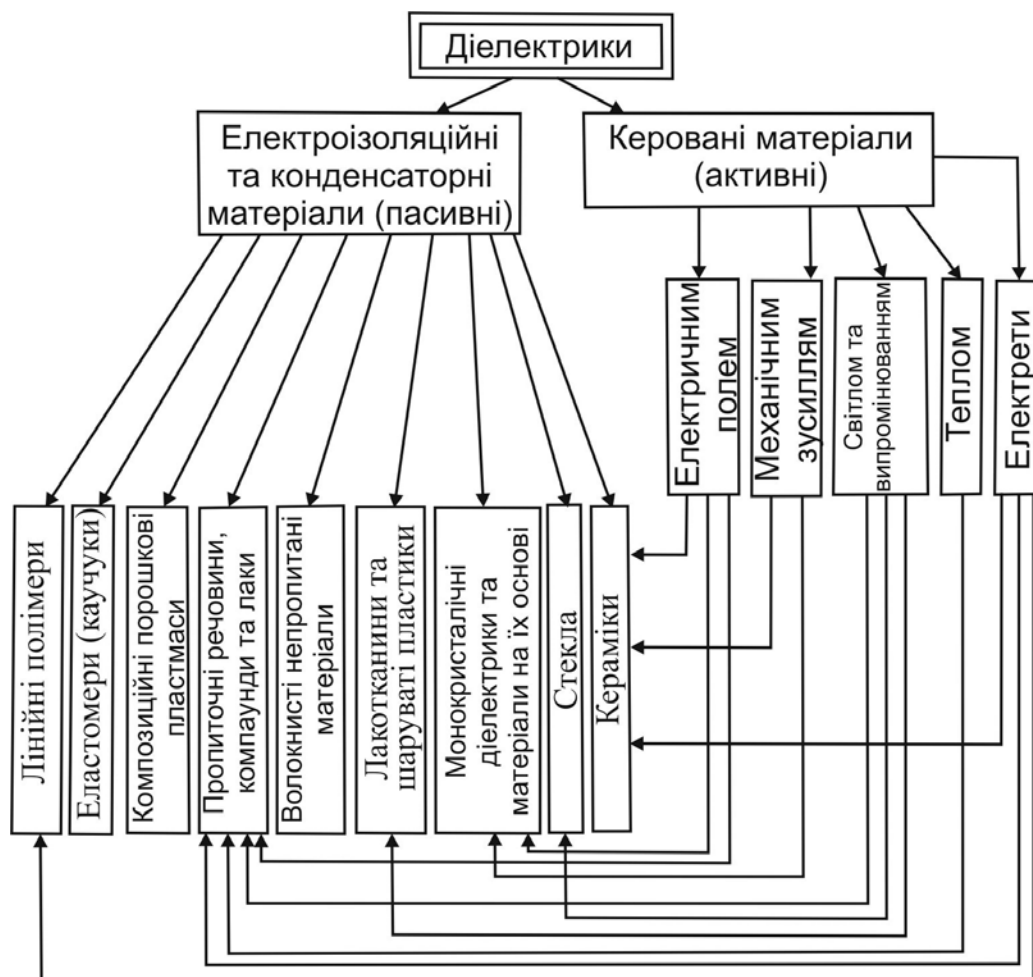 Діелектрики
Електроізоляційні
та конденсаторні
матеріали (пасивні)
Керовані матеріали
(активні)
Електричним
полем
Механічним
зусиллям
Світлом та
випромінюванням
Теплом
Електрети
Лінійні полімери
Еластомери (каучуки)
Композиційні порошкові
пластмаси
Пропиточні речовини,
компаунди та лаки
Волокнисті непропитані
матеріали
Лакотканини та
шаруваті пластики
Монокристалічні
діелектрики та
матеріали на їх основі
Стекла
Кераміки